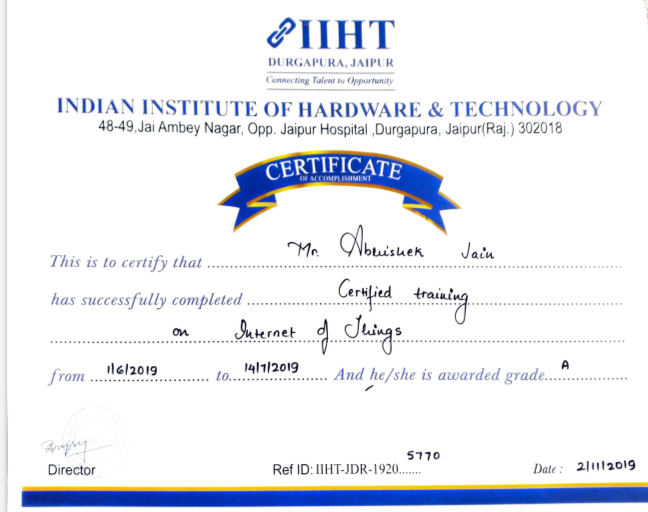 IIHT
DURGAPURA, JAIPUR
Connecting Talent to Opportunity
INDIAN INSTITUTE OF HARDWARE & TECHNOLOGY
48-49,Jai Ambey Nagar, Opp. Jaipur Hospital ,Durgapura, Jaipur(Raj.) 302018
CERTIFICATE
OF ACCOMPLISHMENT
This is to certify that Mr. Abhishek Jain
has successfully completed Certified training
on Internet of Things
from 1/6/2019 to 14/7/2019 And he/she is awarded grade A
Director Ref ID: IIHT-JDR-1920 5770 Date : 2/11/2019